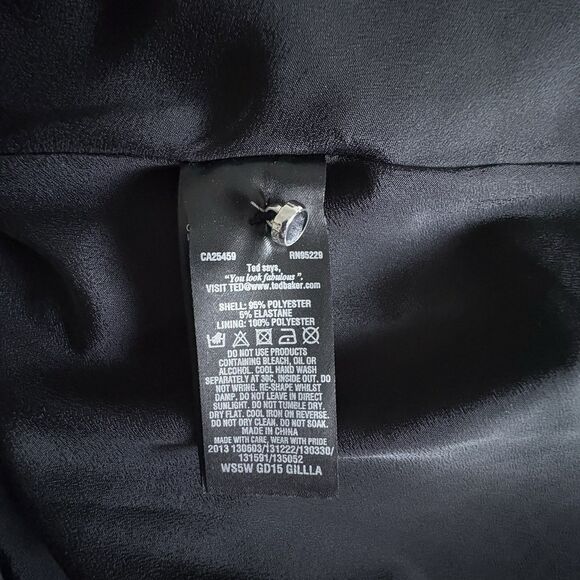 CA25459 RN95229
Ted says,
"You look fabulous".
VISIT TED@www.tedbaker.com
SHELL: 95% POLYESTER
5% ELASTANE
LINING: 100% POLYESTER
DO NOT USE PRODUCTS
CONTAINING BLEACH, OIL OR
ALCOHOL. COOL HAND WASH
SEPARATELY AT 30C, INSIDE OUT. DO
NOT WRING. RE-SHAPE WHILST
DAMP. DO NOT LEAVE IN DIRECT
SUNLIGHT. DO NOT TUMBLE DRY.
DRY FLAT. COOL IRON ON REVERSE.
DO NOT DRY CLEAN. DO NOT SOAK.
MADE IN CHINA
MADE WITH CARE, WEAR WITH PRIDE
2013 130603/131222/130330/
131591/135052
WS5W GD15 GILLLA